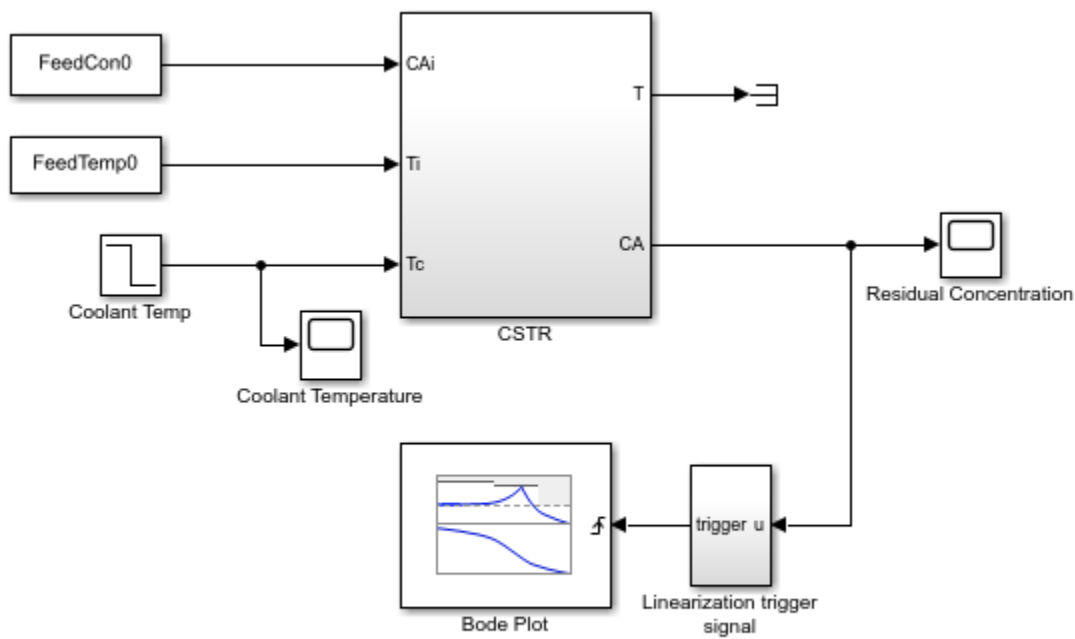 FeedCon0
CAi
T
FeedTemp0
Ti
CA
Tc
Coolant Temp
Residual Concentration
CSTR
Coolant Temperature
trigger u
Bode Plot
Linearization trigger
signal